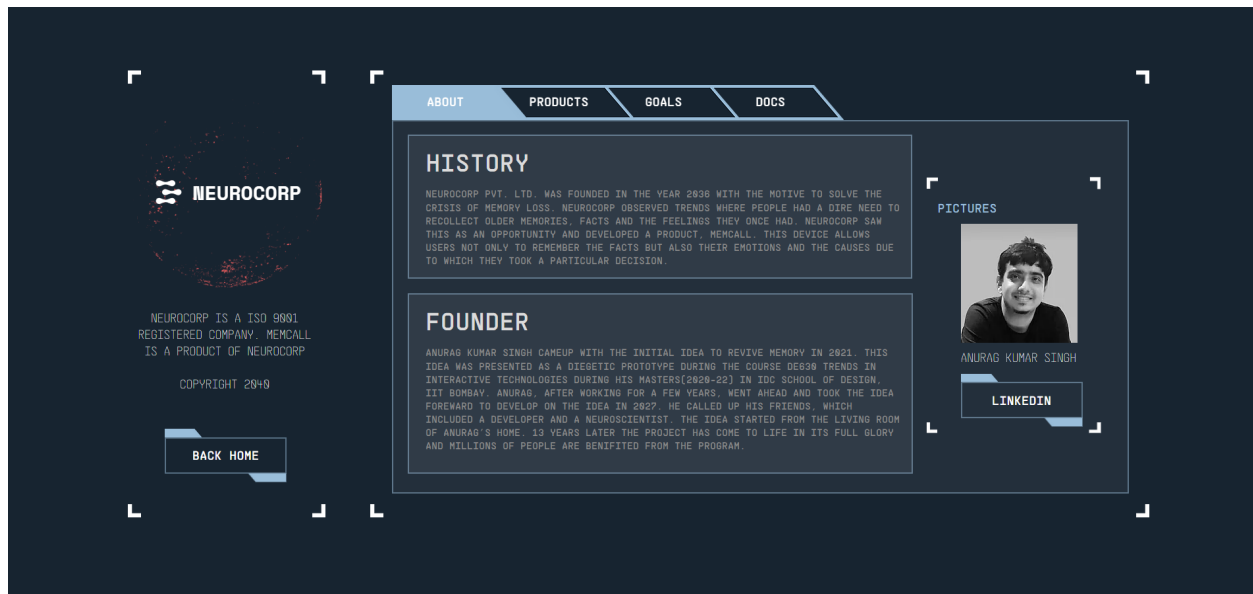 NEUROCORP
NEUROCORP IS A ISO 9001
REGISTERED COMPANY. MEMCALL
IS A PRODUCT OF NEUROCORP
COPYRIGHT 2040
BACK HOME
ABOUT
PRODUCTS
GOALS
DOCS
HISTORY
NEUROCORP PVT. LTD. WAS FOUNDED IN THE YEAR 2036 WITH THE MOTIVE TO SOLVE THE
CRISIS OF MEMORY LOSS. NEUROCORP OBSERVED TRENDS WHERE PEOPLE HAD A DIRE NEED TO
RECOLLECT OLDER MEMORIES, FACTS AND THE FEELINGS THEY ONCE HAD. NEUROCORP SAW
THIS AS AN OPPORTUNITY AND DEVELOPED A PRODUCT, MEMCALL. THIS DEVICE ALLOWS
USERS NOT ONLY TO REMEMBER THE FACTS BUT ALSO THEIR EMOTIONS AND THE CAUSES DUE
TO WHICH THEY TOOK A PARTICULAR DECISION.
FOUNDER
ANURAG KUMAR SINGH CAMEUP WITH THE INITIAL IDEA TO REVIVE MEMORY IN 2021. THIS
IDEA WAS PRESENTED AS A DIEGETIC PROTOTYPE DURING THE COURSE DE630 TRENDS IN
INTERACTIVE TECHNOLOGIES DURING HIS MASTERS(2020-22) IN IDC SCHOOL OF DESIGN,
IIT BOMBAY. ANURAG, AFTER WORKING FOR A FEW YEARS, WENT AHEAD AND TOOK THE IDEA
FOREWARD TO DEVELOP ON THE IDEA IN 2027. HE CALLED UP HIS FRIENDS, WHICH
INCLUDED A DEVELOPER AND A NEUROSCIENTIST. THE IDEA STARTED FROM THE LIVING ROOM
OF ANURAG'S HOME. 13 YEARS LATER THE PROJECT HAS COME TO LIFE IN ITS FULL GLORY
AND MILLIONS OF PEOPLE ARE BENIFITED FROM THE PROGRAM.
PICTURES
ANURAG KUMAR SINGH
LINKEDIN